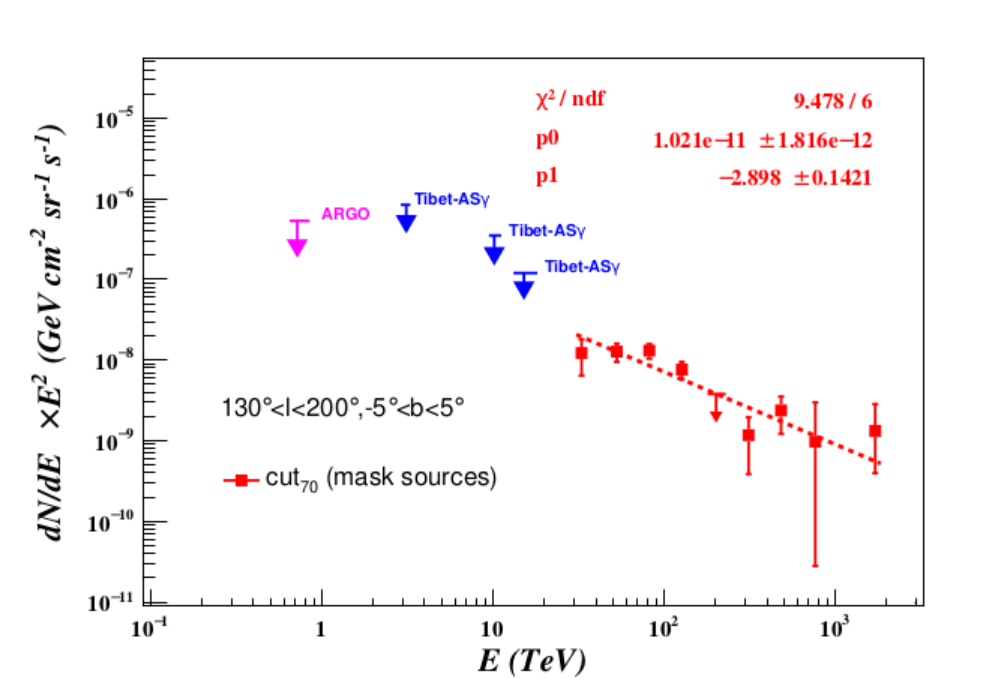 χ² / ndf 9.478 / 6
p0 1.021e−11 ±1.816e−12
p1 −2.898 ±0.1421
ARGO
Tibet-ASγ
Tibet-ASγ
Tibet-ASγ
130°<l<200°,-5°<b<5°
cut₇₀ (mask sources)
dN/dE ×E² (GeV cm⁻² sr⁻¹ s⁻¹)
10⁻⁵
10⁻⁶
10⁻⁷
10⁻⁸
10⁻⁹
10⁻¹⁰
10⁻¹¹
10⁻¹ 1 10 10² 10³
E (TeV)